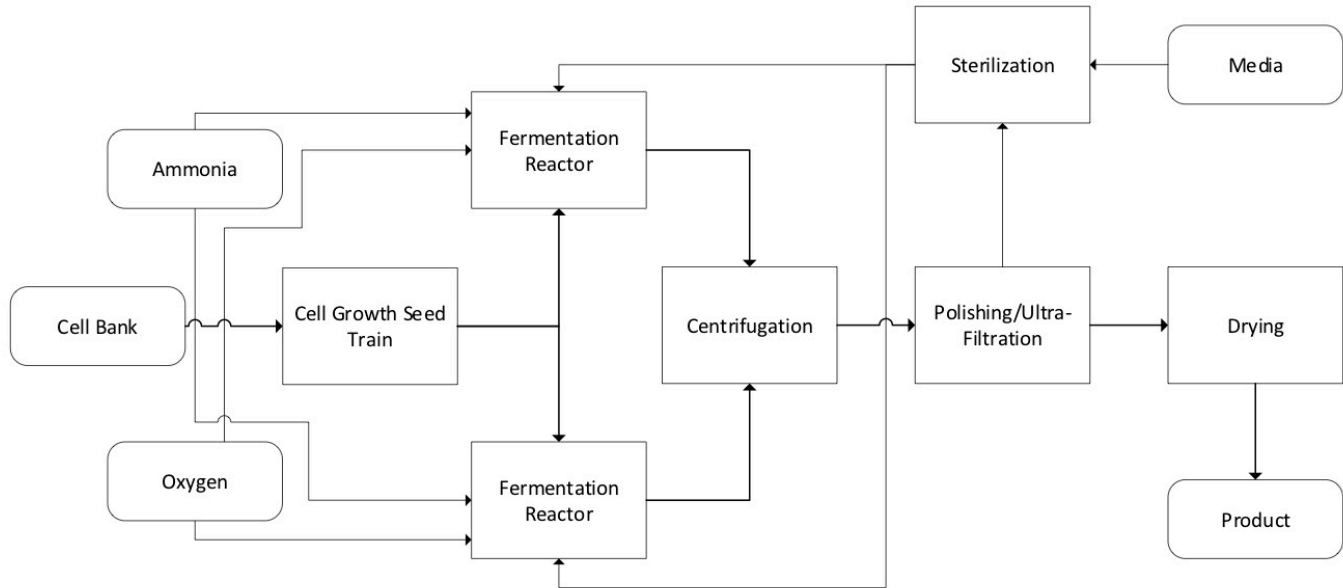 Sterilization
Media
Fermentation
Reactor
Ammonia
Cell Bank
Cell Growth Seed
Train
Centrifugation
Polishing/Ultra-
Filtration
Drying
Oxygen
Fermentation
Reactor
Product